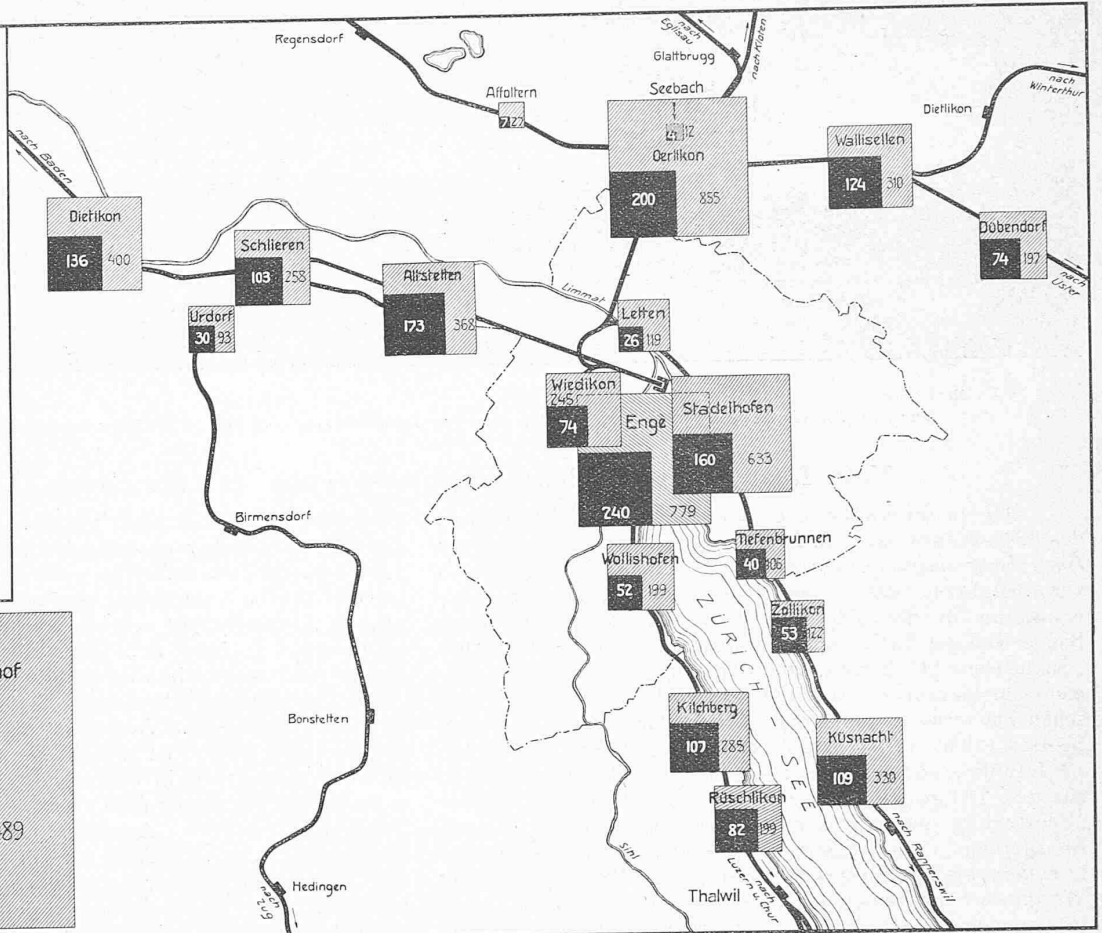 nach Eglisau
nach Kloten
Regensdorf
Glattbrugg
nach Winterthur
Affoltern
7 22
Seebach
12
Oerlikon
200 855
Dietlikon
Wallisellen
124 310
nach Baden
Dietikon
136 400
Schlieren
103 258
Altstetten
173 368
Dübendorf
74 197
nach Uster
Urdorf
30 93
Limmat
Letten
26 119
Wiedikon
245
74
Enge
240 779
Stadelhofen
160 633
Birmensdorf
Tiefenbrunnen
40 106
Wollishofen
52 199
Zollikon
53 122
ZÜRICH-SEE
hof
Bonstetten
Kilchberg
107 285
Küsnacht
109 330
Rüschlikon
82 199
489
Sihl
nach Rapperswil
Hedingen
nach Zug
Thalwil
nach Luzern u. Chur